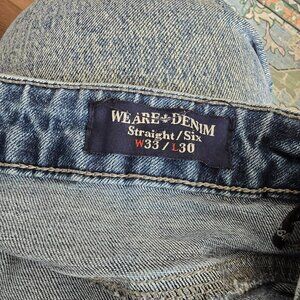 WE ARE DENIM
Straight/Six
W33 / L30